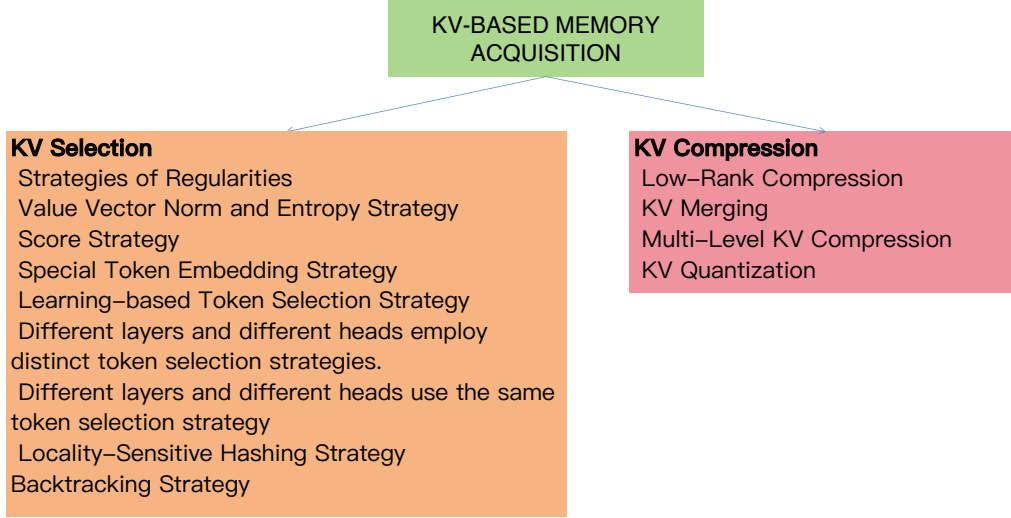 KV-BASED MEMORY
ACQUISITION
KV Selection
Strategies of Regularities
Value Vector Norm and Entropy Strategy
Score Strategy
Special Token Embedding Strategy
Learning–based Token Selection Strategy
Different layers and different heads employ
distinct token selection strategies.
Different layers and different heads use the same
token selection strategy
Locality–Sensitive Hashing Strategy
Backtracking Strategy
KV Compression
Low–Rank Compression
KV Merging
Multi–Level KV Compression
KV Quantization